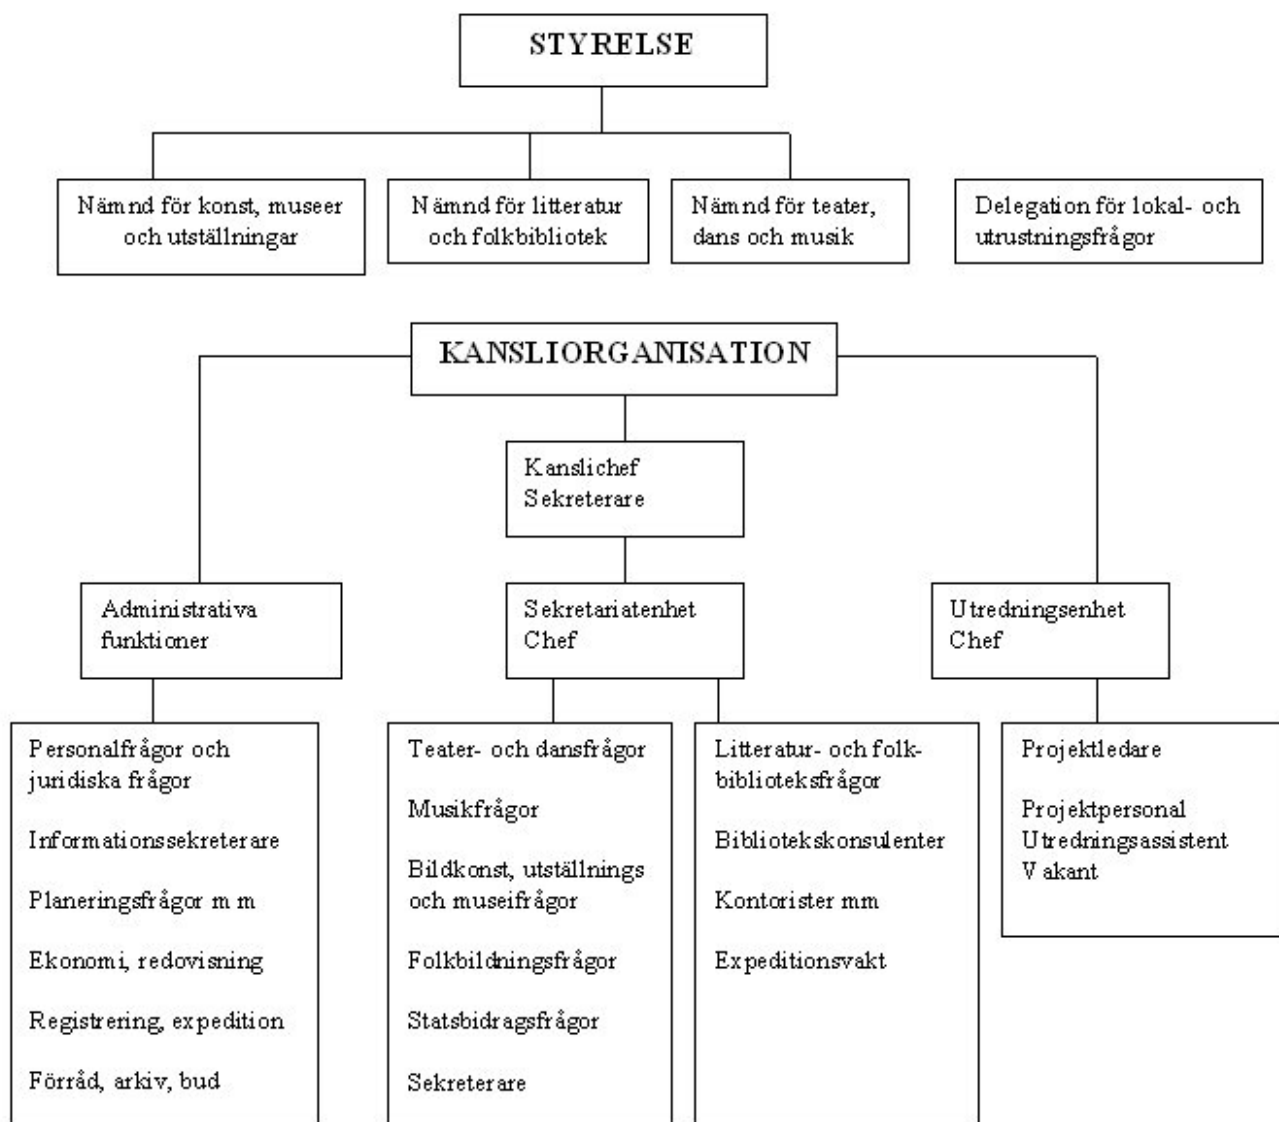 STYRELSE
Nämnd för konst, museer
och utställningar
Nämnd för litteratur
och folkbibliotek
Nämnd för teater,
dans och musik
Delegation för lokal- och
utrustningsfrågor
KANSLIORGANISATION
Kanslichef
Sekreterare
Administrativa
funktioner
Sekretariatenhet
Chef
Utredningsenhet
Chef
Personalfrågor och
juridiska frågor
Informationssekreterare
Planeringsfrågor m m
Ekonomi, redovisning
Registrering, expedition
Förråd, arkiv, bud
Teater- och dansfrågor
Musikfrågor
Bildkonst, utställnings
och museifrågor
Folkbildningsfrågor
Statsbidragsfrågor
Sekreterare
Litteratur- och folk-
biblioteksfrågor
Bibliotekskonsulenter
Kontorister mm
Expeditionsvakt
Projektledare
Projektpersonal
Utredningsassistent
Vakant